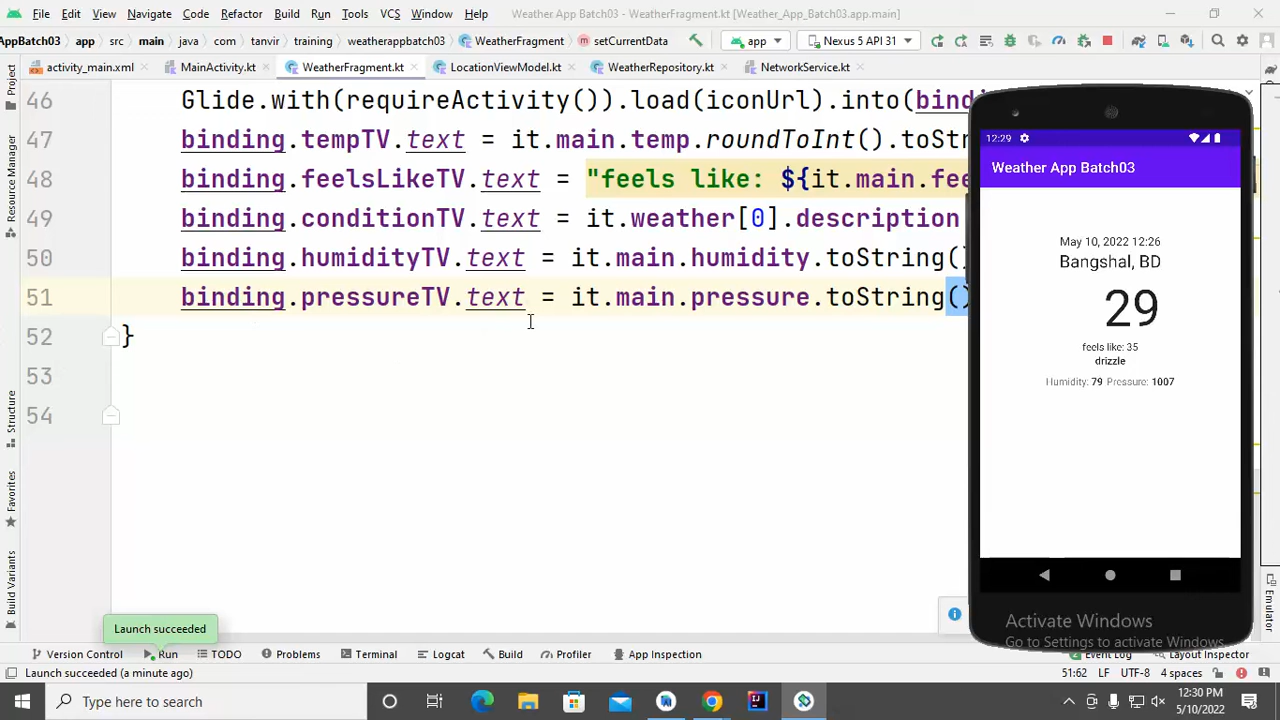 File Edit View Navigate Code Refactor Build Run Tools VCS Window Help Weather App Batch03 - WeatherFragment.kt [Weather_App_Batch03.app.main]
AppBatch03 app src main java com tanvir training weatherappbatch03 WeatherFragment setCurrentData app Nexus 5 API 31
activity_main.xml MainActivity.kt WeatherFragment.kt LocationViewModel.kt WeatherRepository.kt NetworkService.kt
Project
Resource Manager
Structure
Favorites
Build Variants
46 Glide.with(requireActivity()).load(iconUrl).into(bind
47 binding.tempTV.text = it.main.temp.roundToInt().toStr
48 binding.feelsLikeTV.text = "feels like: ${it.main.fee
49 binding.conditionTV.text = it.weather[0].description
50 binding.humidityTV.text = it.main.humidity.toString()
51 binding.pressureTV.text = it.main.pressure.toString()
52 }
53
54
12:29
Weather App Batch03
May 10, 2022 12:26
Bangshal, BD
29
feels like: 35
drizzle
Humidity: 79 Pressure: 1007
Activate Windows
Go to Settings to activate Windows.
Emulator
Launch succeeded
Version Control Run TODO Problems Terminal Logcat Build Profiler App Inspection Event Log Layout Inspector
Launch succeeded (a minute ago) 51:62 LF UTF-8 4 spaces
Type here to search
12:30 PM
5/10/2022